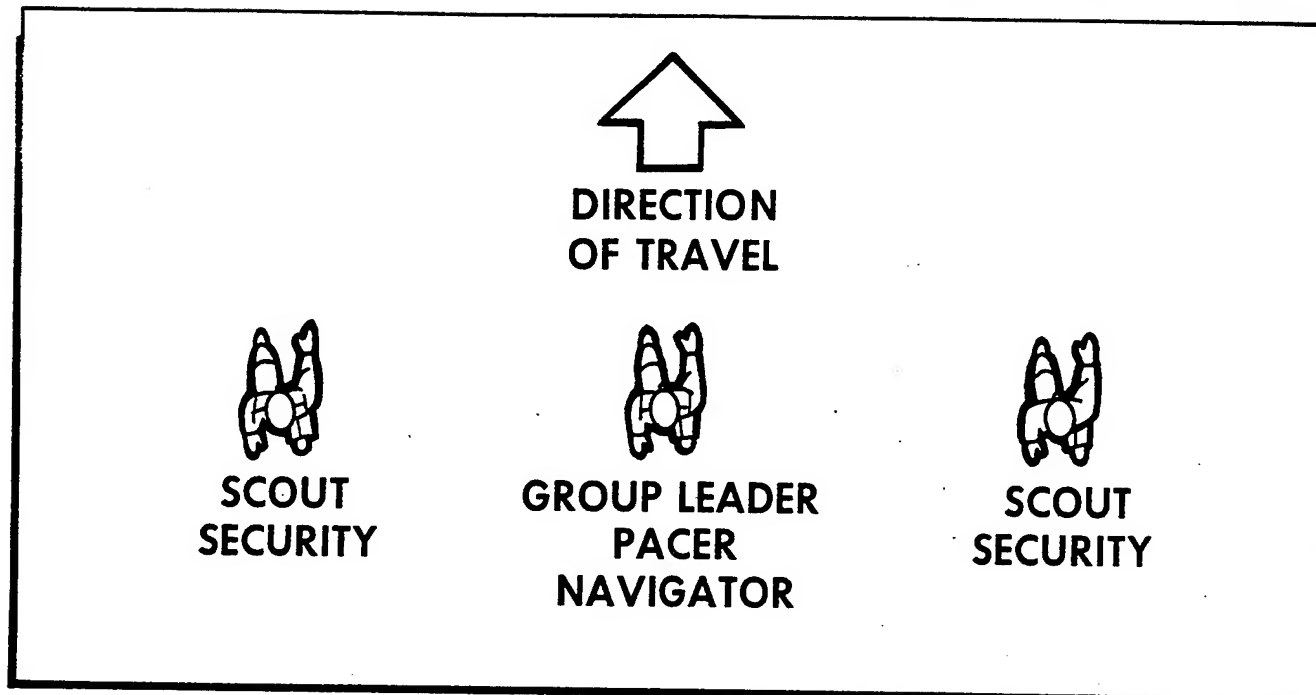 DIRECTION
OF TRAVEL
SCOUT
SECURITY
GROUP LEADER
PACER
NAVIGATOR
SCOUT
SECURITY